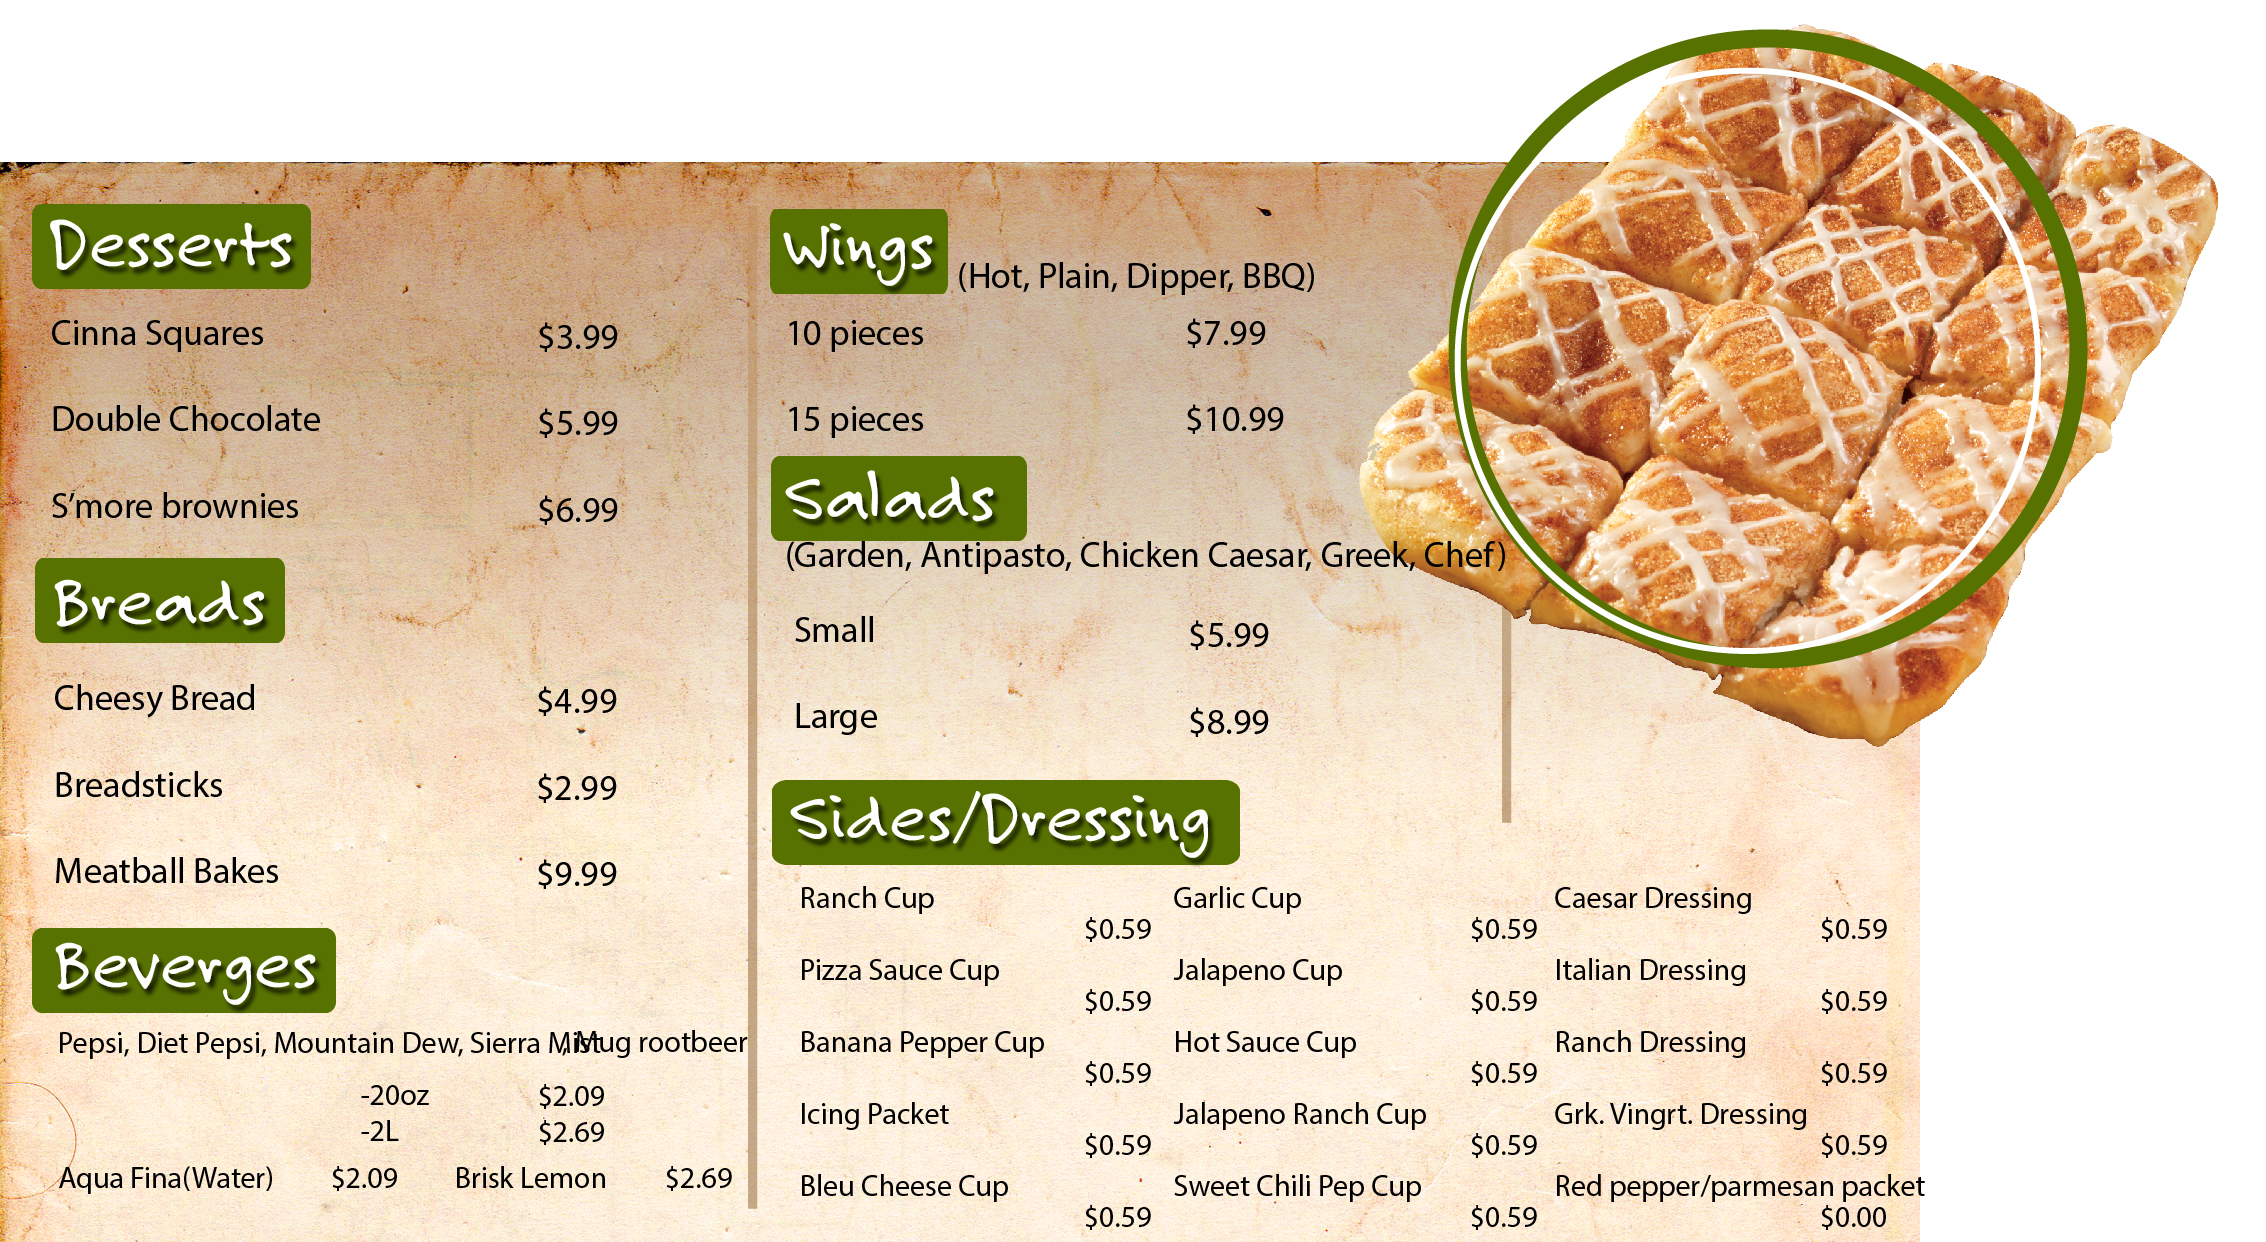 Desserts
Cinna Squares $3.99
Double Chocolate $5.99
S'more brownies $6.99
Breads
Cheesy Bread $4.99
Breadsticks $2.99
Meatball Bakes $9.99
Beverges
Pepsi, Diet Pepsi, Mountain Dew, Sierra Mist, Mug rootbeer
-20oz $2.09
-2L $2.69
Aqua Fina(Water) $2.09 Brisk Lemon $2.69
Wings (Hot, Plain, Dipper, BBQ)
10 pieces $7.99
15 pieces $10.99
Salads
(Garden, Antipasto, Chicken Caesar, Greek, Chef)
Small $5.99
Large $8.99
Sides/Dressing
Ranch Cup Garlic Cup Caesar Dressing
$0.59 $0.59 $0.59
Pizza Sauce Cup Jalapeno Cup Italian Dressing
$0.59 $0.59 $0.59
Banana Pepper Cup Hot Sauce Cup Ranch Dressing
$0.59 $0.59 $0.59
Icing Packet Jalapeno Ranch Cup Grk. Vingrt. Dressing
$0.59 $0.59 $0.59
Bleu Cheese Cup Sweet Chili Pep Cup Red pepper/parmesan packet
$0.59 $0.59 $0.00